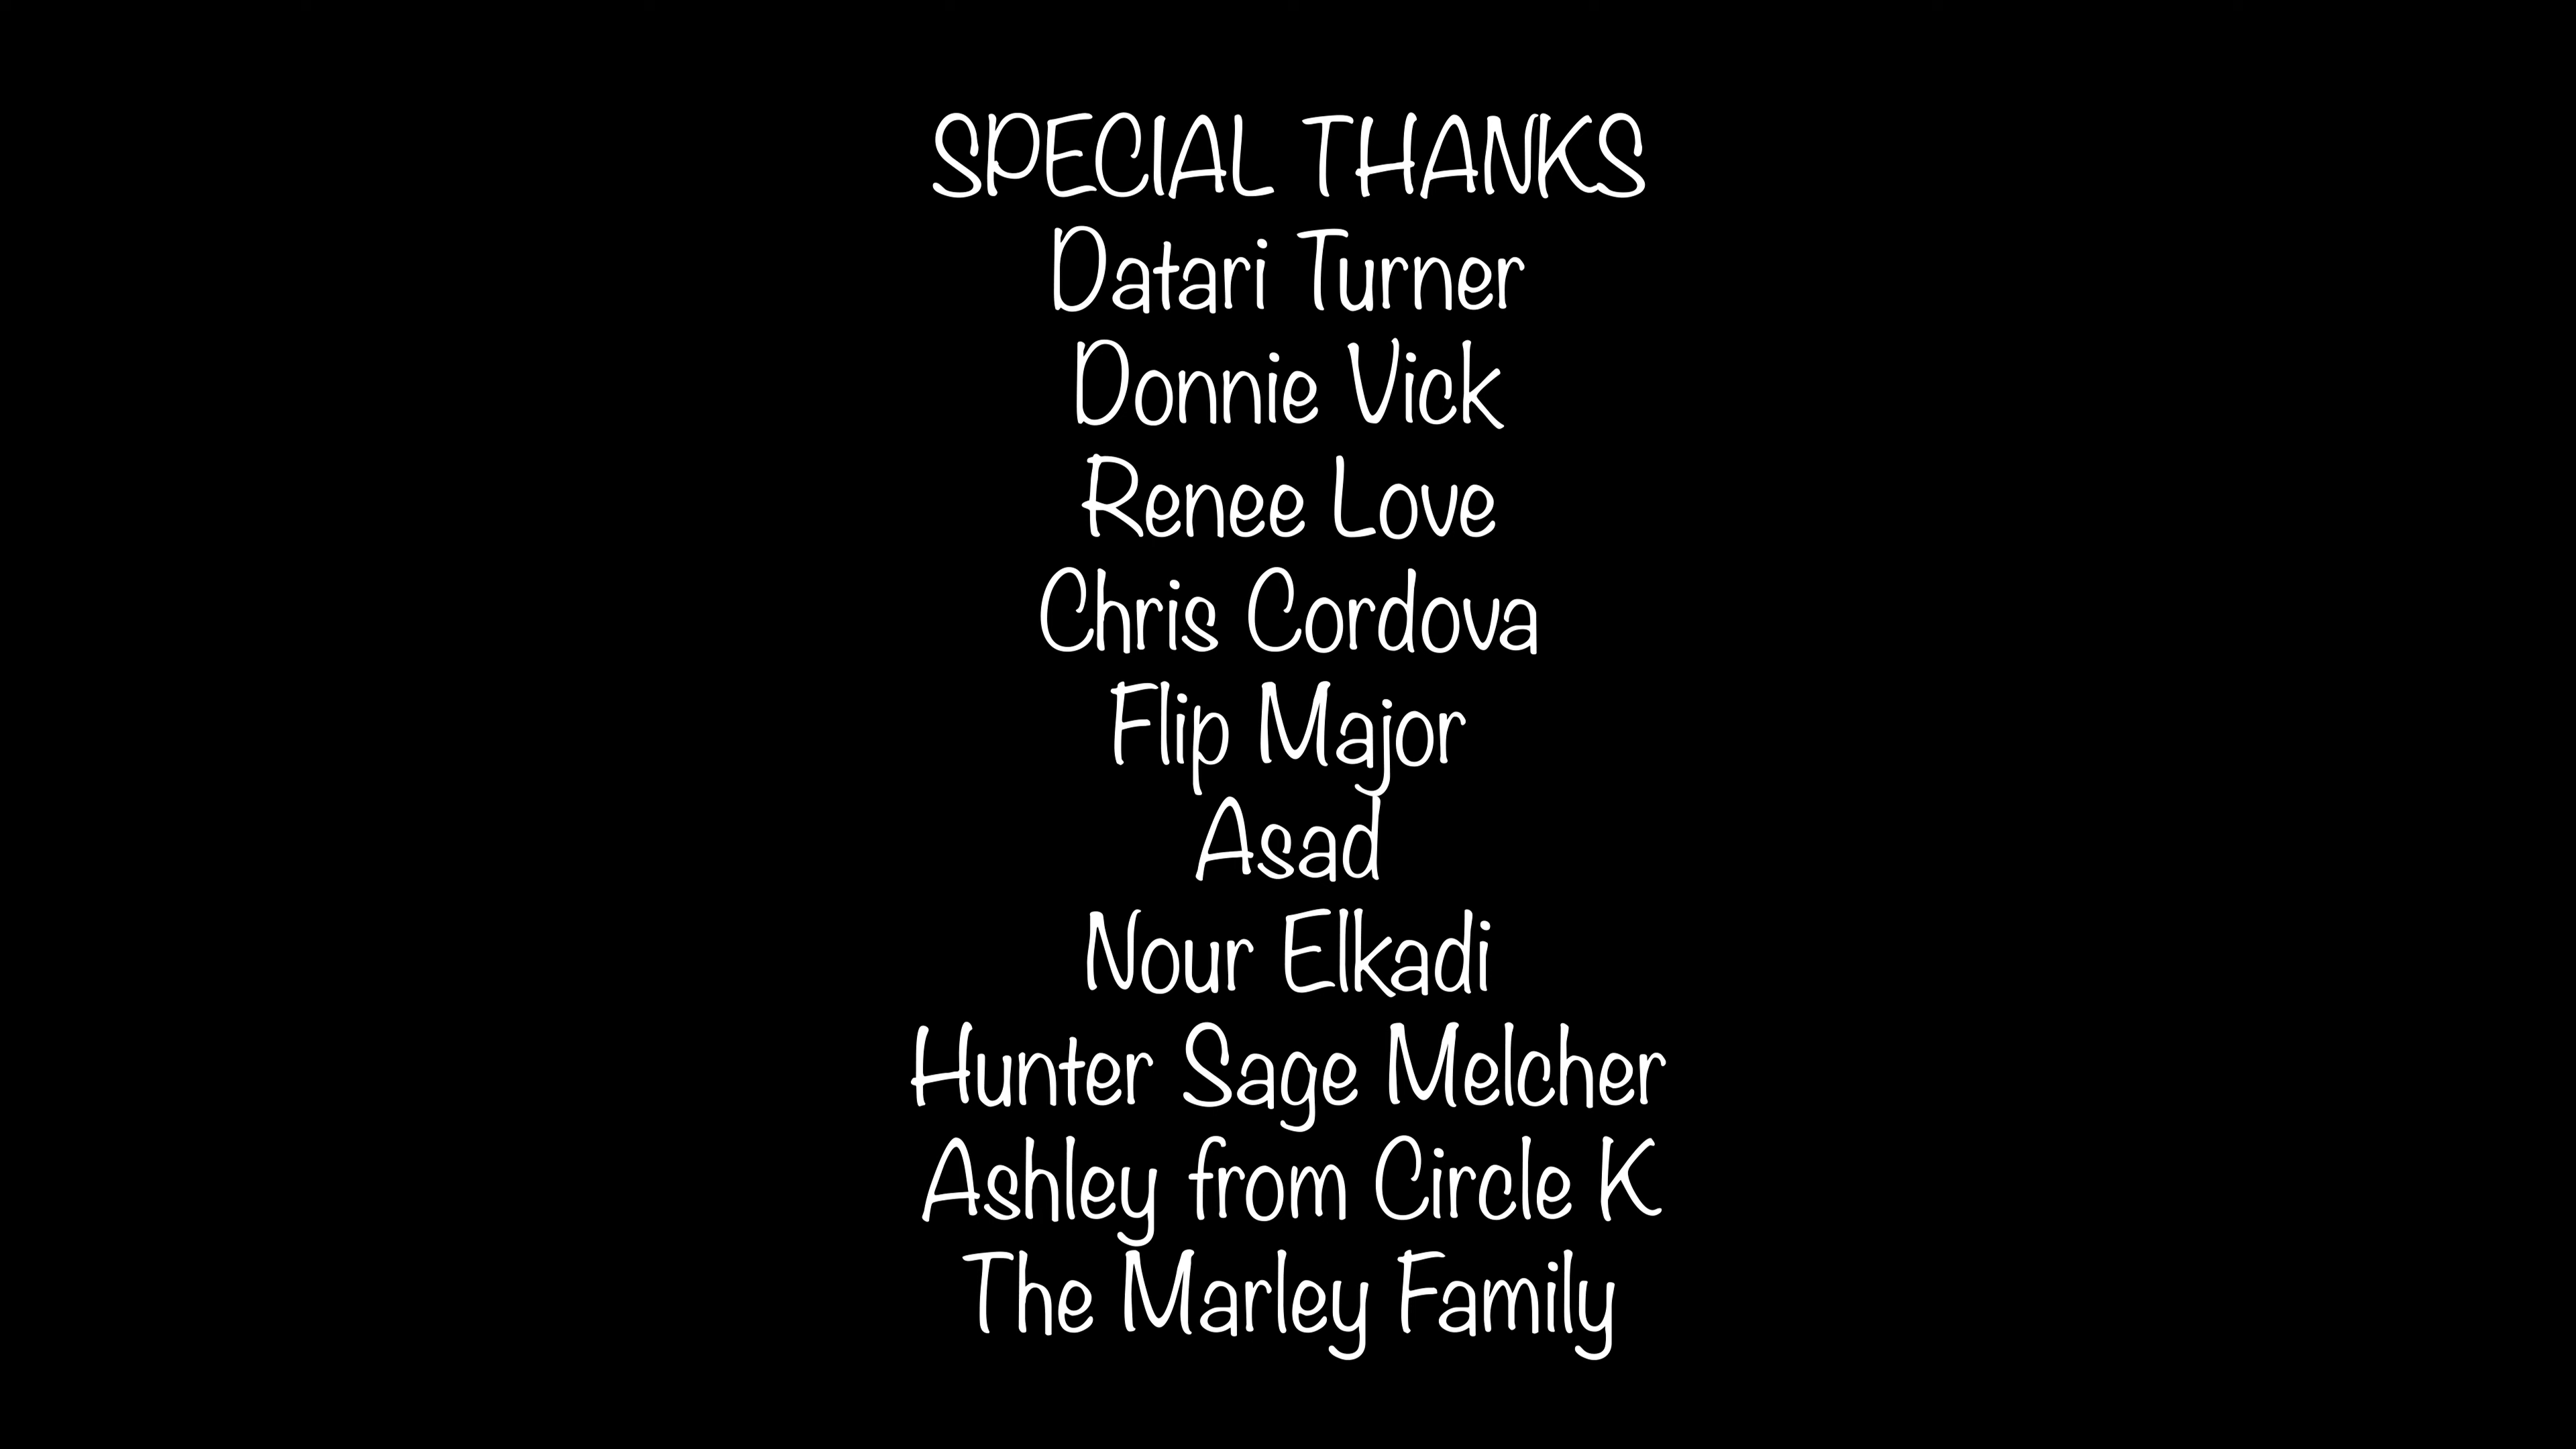 SPECIAL THANKS
Datari Turner
Donnie Vick
Renee Love
Chris Cordova
Flip Major
Asad
Nour Elkadi
Hunter Sage Melcher
Ashley from Circle K
The Marley Family